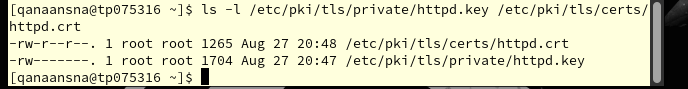 [qanaansna@tp075316 ~]$ ls -l /etc/pki/tls/private/httpd.key /etc/pki/tls/certs/
httpd.crt
-rw-r--r--. 1 root root 1265 Aug 27 20:48 /etc/pki/tls/certs/httpd.crt
-rw-------. 1 root root 1704 Aug 27 20:47 /etc/pki/tls/private/httpd.key
[qanaansna@tp075316 ~]$